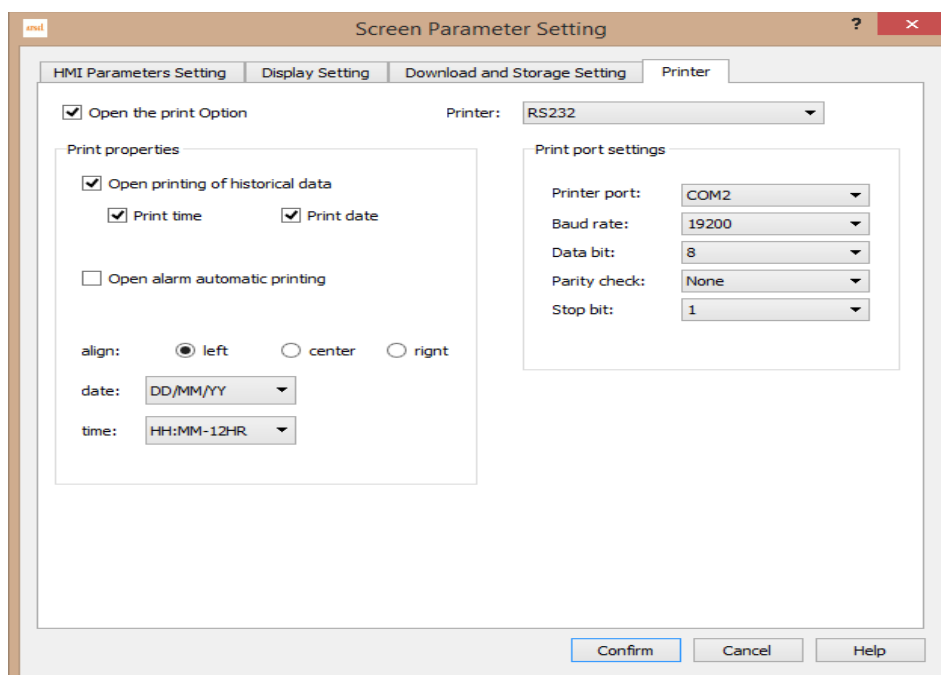 Screen Parameter Setting ?
HMI Parameters Setting Display Setting Download and Storage Setting Printer
Open the print Option Printer: RS232
Print properties
Open printing of historical data
Print time Print date
Open alarm automatic printing
align: left center rignt
date: DD/MM/YY
time: HH:MM-12HR
Print port settings
Printer port: COM2
Baud rate: 19200
Data bit: 8
Parity check: None
Stop bit: 1
Confirm Cancel Help